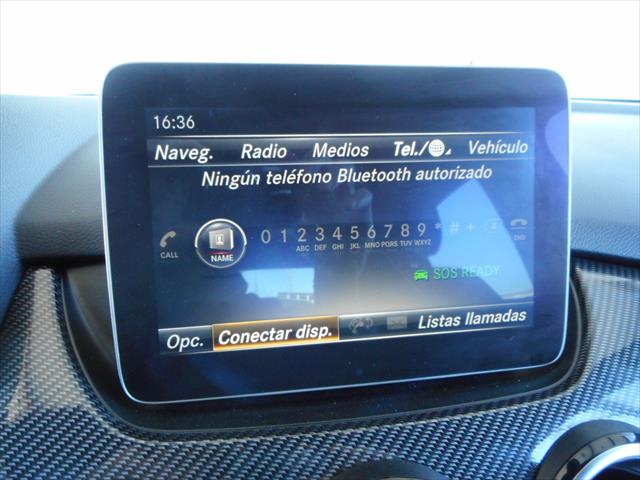 16:36
Naveg. Radio Medios Tel./ Vehículo
Ningún teléfono Bluetooth autorizado
CALL NAME 0 1 2 3 4 5 6 7 8 9 * # + END
ABC DEF GHI JKL MNO PQRS TUV WXYZ
SOS READY
Opc. Conectar disp. Listas llamadas